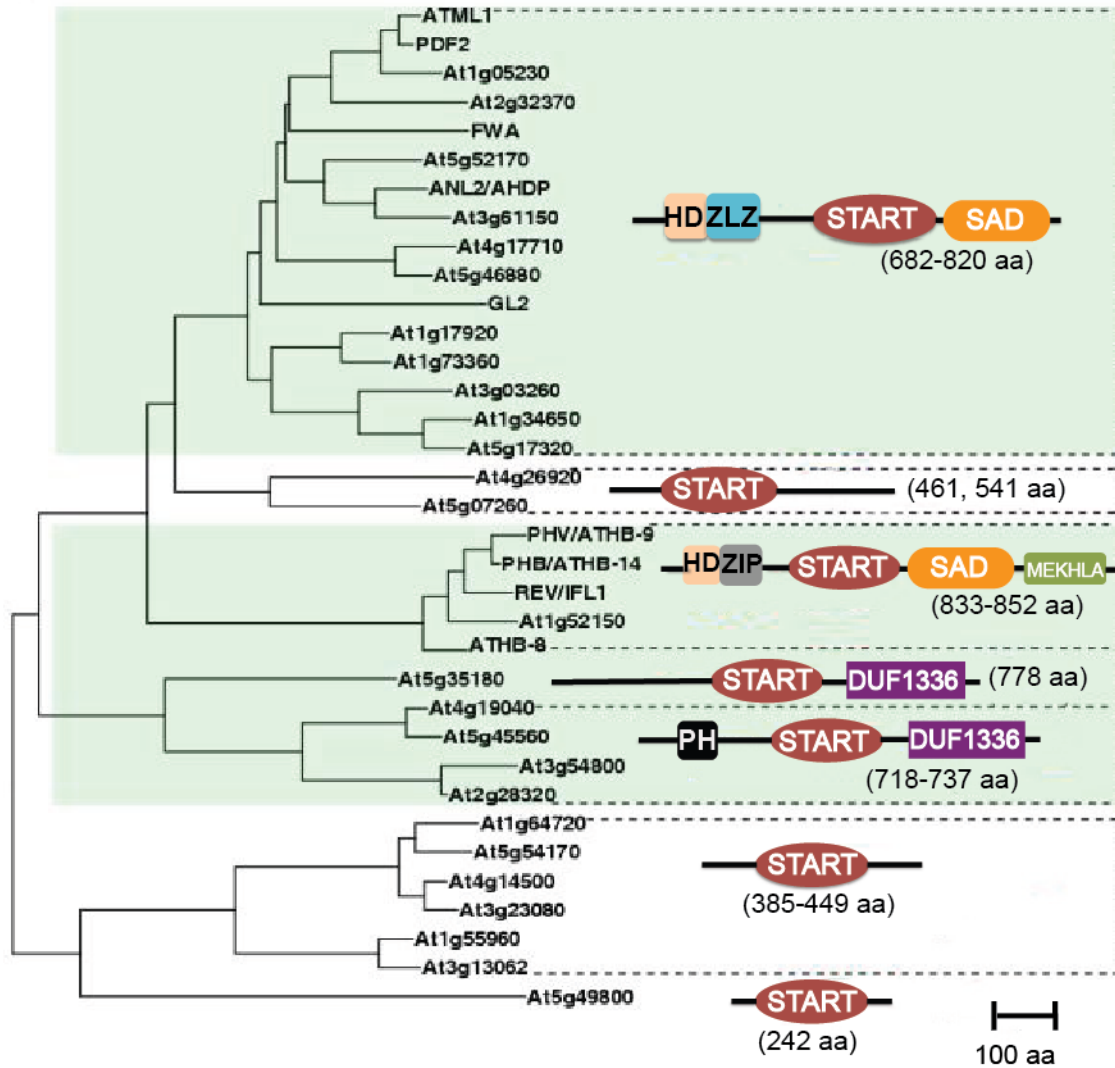 ATML1
PDF2
At1g05230
At2g32370
FWA
At5g52170
ANL2/AHDP
At3g61150
At4g17710
At5g46880
GL2
At1g17920
At1g73360
At3g03260
At1g34650
At5g17320
HD ZLZ START SAD
(682-820 aa)
At4g26920
At5g07260
START (461, 541 aa)
PHV/ATHB-9
PHB/ATHB-14
REV/IFL1
At1g52150
ATHB-8
HD ZIP START SAD MEKHLA
(833-852 aa)
At5g35180
START DUF1336 (778 aa)
At4g19040
At5g45560
At3g54800
At2g28320
PH START DUF1336
(718-737 aa)
At1g64720
At5g54170
At4g14500
At3g23080
At1g55960
At3g13062
START
(385-449 aa)
At5g49800
START
(242 aa)
100 aa